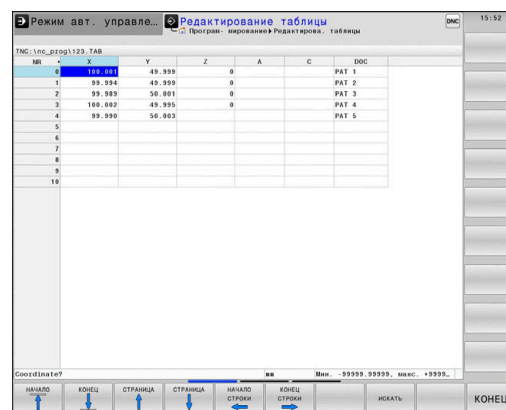 Режим авт. управле… Редактирование таблицы DNC 15:52
Програм- мирование Редактирова. таблицы
TNC:\nc_prog\123.TAB
NR X Y Z A C DOC
0 100.001 49.999 0 PAT 1
1 99.994 49.999 0 PAT 2
2 99.989 50.001 0 PAT 3
3 100.002 49.995 0 PAT 4
4 99.990 50.003 PAT 5
5
6
7
8
9
10
Coordinate? мм Мин. -99999.99999, макс. +9999…
НАЧАЛО КОНЕЦ СТРАНИЦА СТРАНИЦА НАЧАЛО СТРОКИ КОНЕЦ СТРОКИ ИСКАТЬ КОНЕЦ